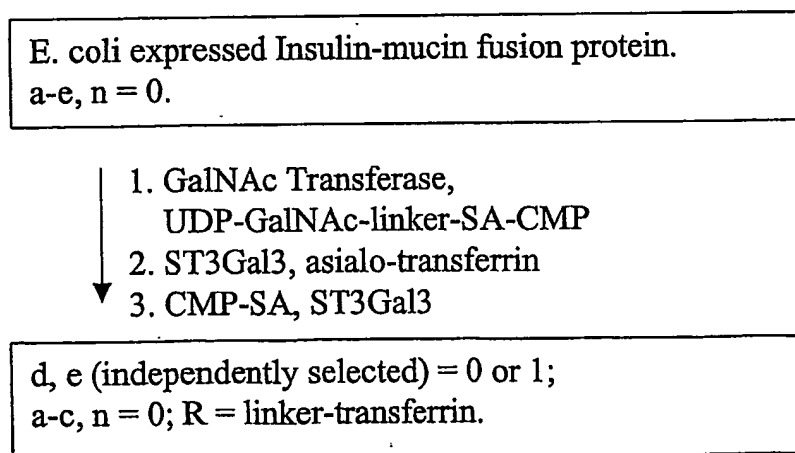 E. coli expressed Insulin-mucin fusion protein.
a-e, n = 0.
1. GalNAc Transferase,
UDP-GalNAc-linker-SA-CMP
2. ST3Gal3, asialo-transferrin
3. CMP-SA, ST3Gal3
d, e (independently selected) = 0 or 1;
a-c, n = 0; R = linker-transferrin.